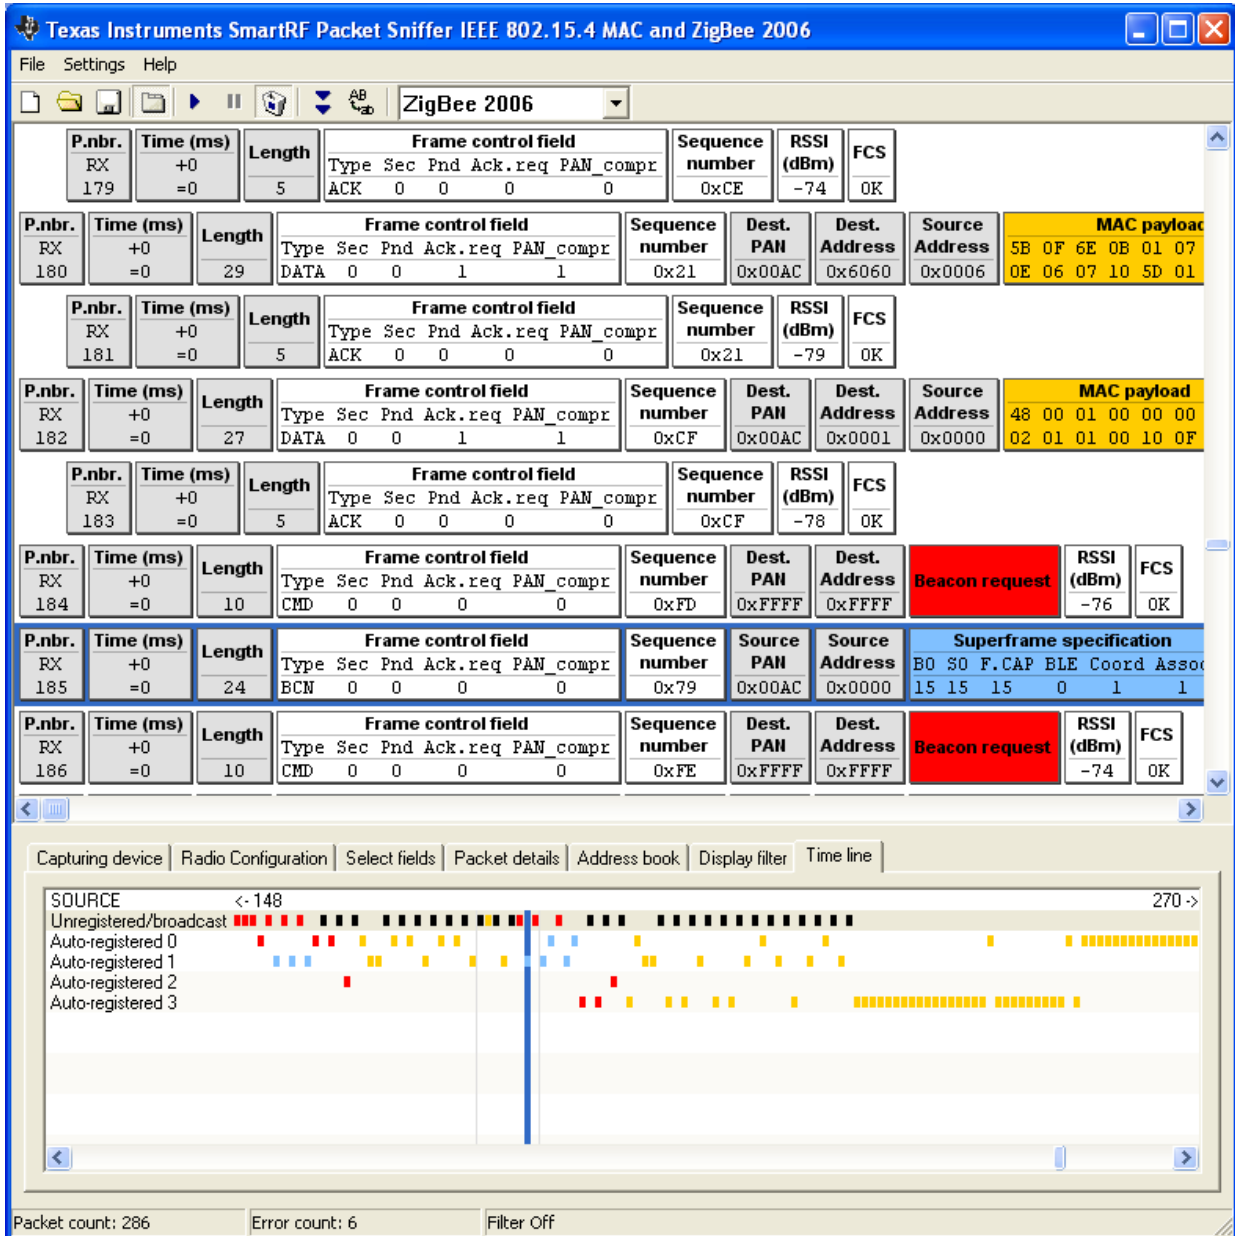 Texas Instruments SmartRF Packet Sniffer IEEE 802.15.4 MAC and ZigBee 2006
File Settings Help
ZigBee 2006
P.nbr. Time (ms) Length Frame control field Sequence RSSI FCS
RX +0 Type Sec Pnd Ack.req PAN_compr number (dBm)
179 =0 5 ACK 0 0 0 0 0xCE -74 OK
P.nbr. Time (ms) Length Frame control field Sequence Dest. Dest. Source MAC payload
RX +0 Type Sec Pnd Ack.req PAN_compr number PAN Address Address 5B 0F 6E 0B 01 07
180 =0 29 DATA 0 0 1 1 0x21 0x00AC 0x6060 0x0006 0E 06 07 10 5D 01
P.nbr. Time (ms) Length Frame control field Sequence RSSI FCS
RX +0 Type Sec Pnd Ack.req PAN_compr number (dBm)
181 =0 5 ACK 0 0 0 0 0x21 -79 OK
P.nbr. Time (ms) Length Frame control field Sequence Dest. Dest. Source MAC payload
RX +0 Type Sec Pnd Ack.req PAN_compr number PAN Address Address 48 00 01 00 00 00
182 =0 27 DATA 0 0 1 1 0xCF 0x00AC 0x0001 0x0000 02 01 01 00 10 0F
P.nbr. Time (ms) Length Frame control field Sequence RSSI FCS
RX +0 Type Sec Pnd Ack.req PAN_compr number (dBm)
183 =0 5 ACK 0 0 0 0 0xCF -78 OK
P.nbr. Time (ms) Length Frame control field Sequence Dest. Dest. Beacon request RSSI FCS
RX +0 Type Sec Pnd Ack.req PAN_compr number PAN Address (dBm)
184 =0 10 CMD 0 0 0 0 0xFD 0xFFFF 0xFFFF -76 OK
P.nbr. Time (ms) Length Frame control field Sequence Source Source Superframe specification
RX +0 Type Sec Pnd Ack.req PAN_compr number PAN Address BO SO F.CAP BLE Coord Assoc
185 =0 24 BCN 0 0 0 0 0x79 0x00AC 0x0000 15 15 15 0 1 1
P.nbr. Time (ms) Length Frame control field Sequence Dest. Dest. Beacon request RSSI FCS
RX +0 Type Sec Pnd Ack.req PAN_compr number PAN Address (dBm)
186 =0 10 CMD 0 0 0 0 0xFE 0xFFFF 0xFFFF -74 OK
Capturing device Radio Configuration Select fields Packet details Address book Display filter Time line
SOURCE <- 148 270 ->
Unregistered/broadcast
Auto-registered 0
Auto-registered 1
Auto-registered 2
Auto-registered 3
Packet count: 286 Error count: 6 Filter Off